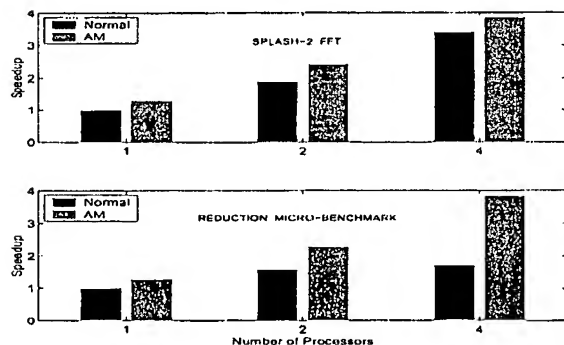 4
Normal
AM
SPLASH-2 FFT
3
2
1
0
Speedup
1
2
4
4
Normal
AM
REDUCTION MICRO-BENCHMARK
3
2
1
0
Speedup
1
2
4
Number of Processors